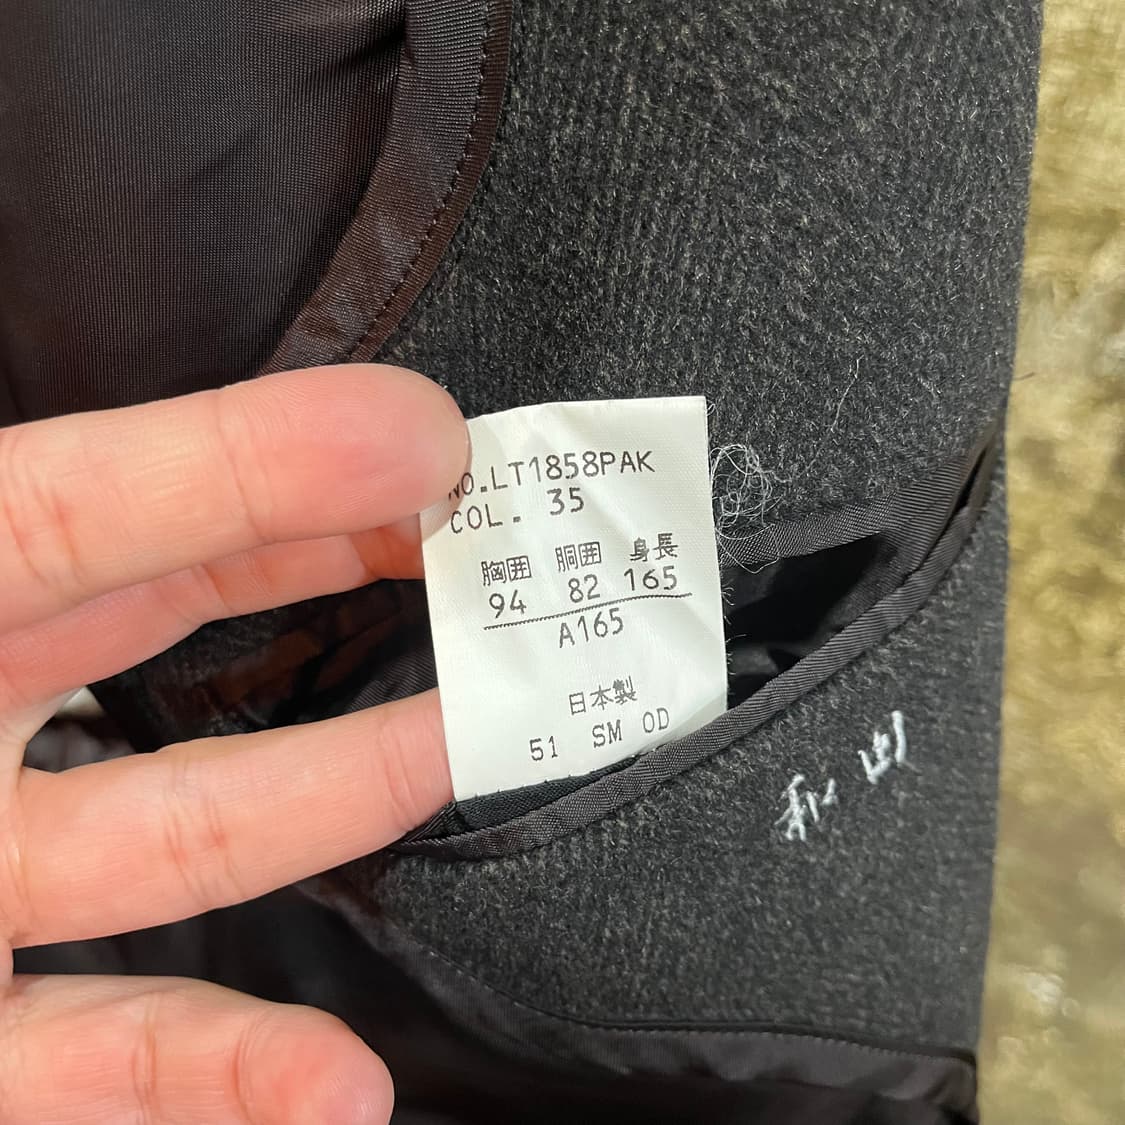 NO.LT1858PAK
COL. 35
胸囲 胴囲 身長
94 82 165
A165
日本製
51 SM OD